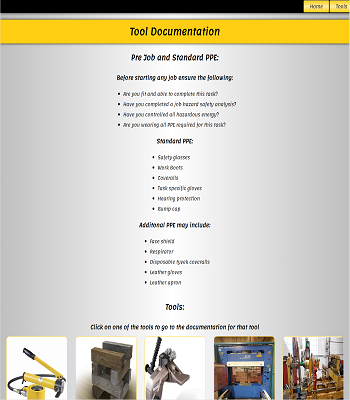 Home
Tools
Tool Documentation
Pre Job and Standard PPE:
Before starting any job ensure the following:
Are you fit and able to complete this task?
Have you completed a job hazard safety analysis?
Have you controlled all hazardous energy?
Are you wearing all PPE required for this task?
Standard PPE:
Safety glasses
Work Boots
Coveralls
Task specific gloves
Hearing protection
Bump cap
Additonal PPE may include:
Face shield
Respirator
Disposable tyvek coveralls
Leather gloves
Leather apron
Tools:
Click on one of the tools to go to the documentation for that tool